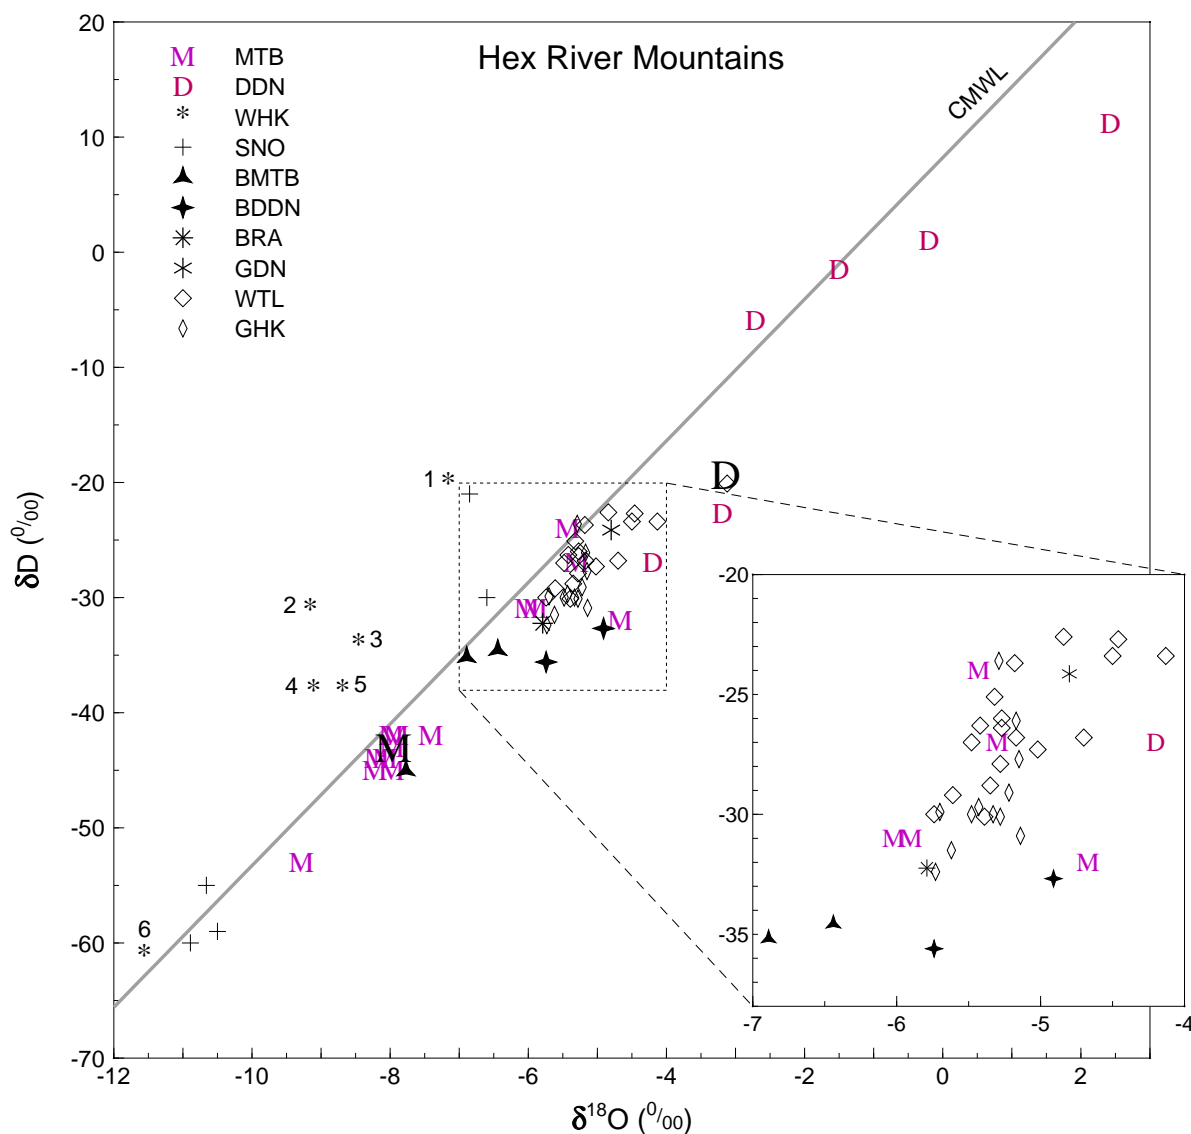 Hex River Mountains
M MTB
D DDN
* WHK
+ SNO
BMTB
BDDN
BRA
GDN
WTL
GHK
CMWL
20
10
0
-10
-20
-30
-40
-50
-60
-70
δD (⁰/₀₀)
-12
-10
-8
-6
-4
-2
0
2
δ¹⁸O (⁰/₀₀)
D
D
D
D
D
D
D
1
2
3
4
5
6
M
M
M M
M
M
M
M
-20
-25
-30
-35
-7
-6
-5
-4
M
M
D
M M
M